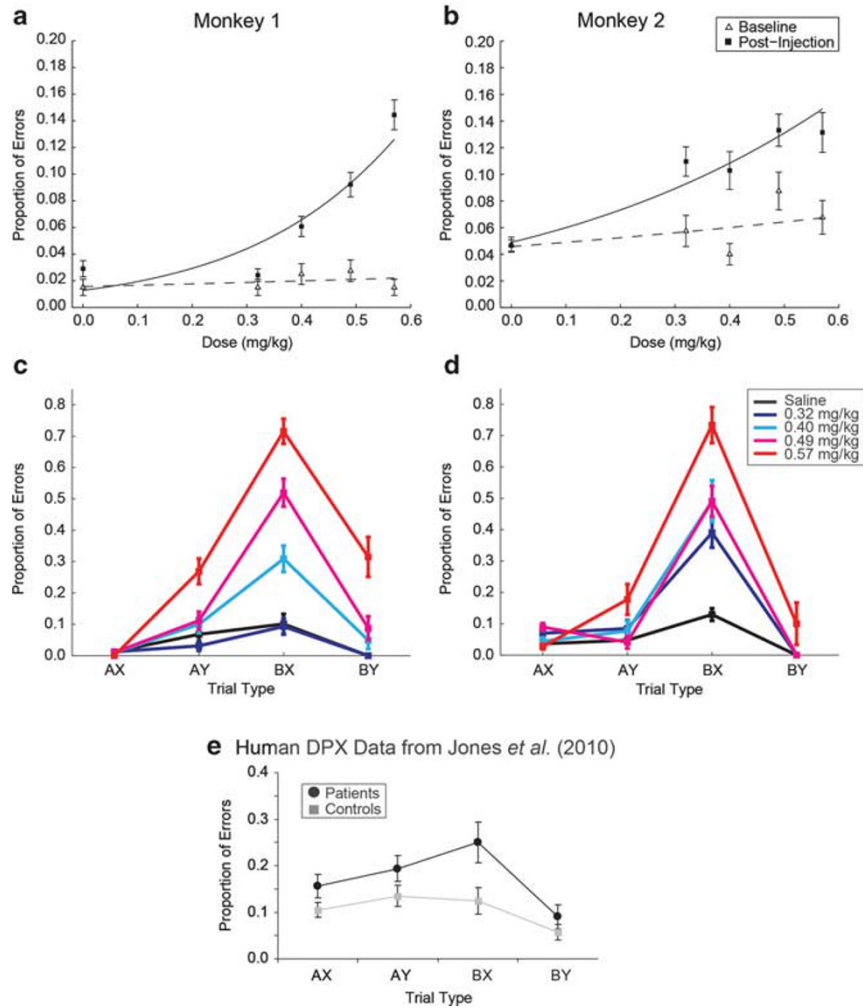 a
Monkey 1
Proportion of Errors
0.20
0.18
0.16
0.14
0.12
0.10
0.08
0.06
0.04
0.02
0.00
0.0 0.1 0.2 0.3 0.4 0.5 0.6
Dose (mg/kg)
b
Monkey 2
Baseline
Post-Injection
Proportion of Errors
0.20
0.18
0.16
0.14
0.12
0.10
0.08
0.06
0.04
0.02
0.00
0.0 0.1 0.2 0.3 0.4 0.5 0.6
Dose (mg/kg)
c
Proportion of Errors
0.8
0.7
0.6
0.5
0.4
0.3
0.2
0.1
0.0
AX AY BX BY
Trial Type
d
Saline
0.32 mg/kg
0.40 mg/kg
0.49 mg/kg
0.57 mg/kg
Proportion of Errors
0.8
0.7
0.6
0.5
0.4
0.3
0.2
0.1
0.0
AX AY BX BY
Trial Type
e Human DPX Data from Jones et al. (2010)
Patients
Controls
Proportion of Errors
0.4
0.3
0.2
0.1
0.0
AX AY BX BY
Trial Type